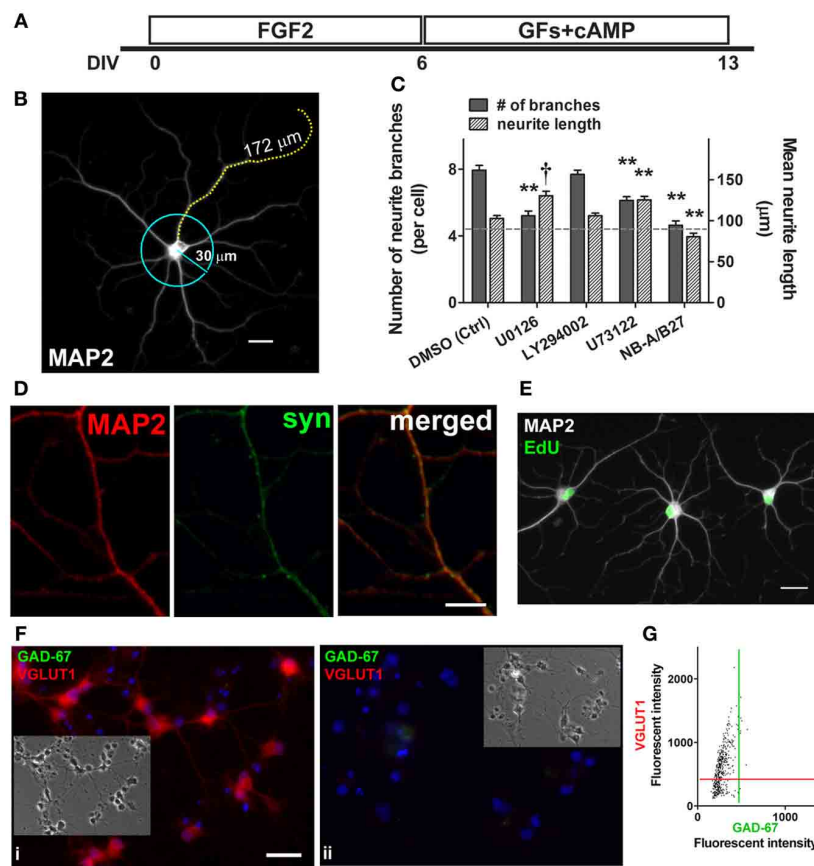 A
FGF2 GFs+cAMP
DIV 0 6 13
B
172 μm
30 μm
MAP2
C
# of branches
neurite length
Number of neurite branches
(per cell)
8
4
0
** † ** ** ** **
150
100
50
0
Mean neurite length
(μm)
DMSO (Ctrl)
U0126
LY294002
U73122
NB-A/B27
D
MAP2 syn merged
E
MAP2
EdU
F
GAD-67
VGLUT1
i
GAD-67
VGLUT1
ii
G
VGLUT1
Fluorescent intensity
2000
1000
0
0 1000
GAD-67
Fluorescent intensity